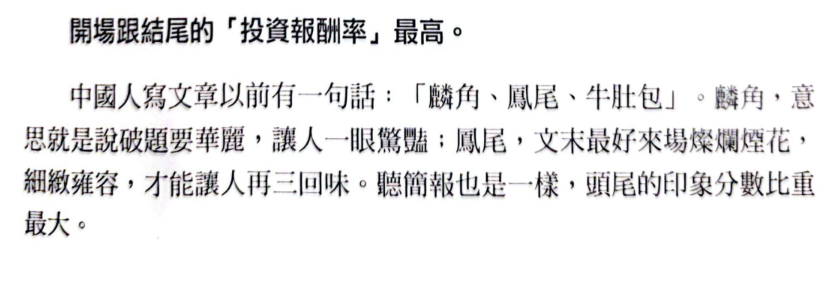 開場跟結尾的「投資報酬率」最高。
中國人寫文章以前有一句話：「麟角、鳳尾、牛肚包」。麟角，意
思就是說破題要華麗，讓人一眼驚豔；鳳尾，文末最好來場燦爛煙花，
細緻雍容，才能讓人再三回味。聽簡報也是一樣，頭尾的印象分數比重
最大。